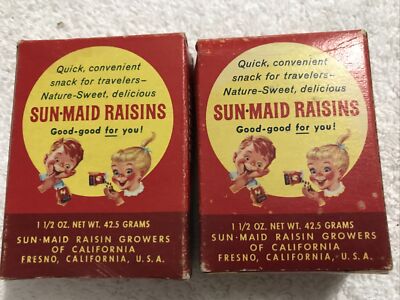 Quick, convenient
snack for travelers–
Nature-Sweet, delicious
SUN-MAID RAISINS
Good-good for you!
1 1/2 OZ. NET WT. 42.5 GRAMS
SUN-MAID RAISIN GROWERS
OF CALIFORNIA
FRESNO, CALIFORNIA, U.S.A.
Quick, convenient
snack for travelers–
Nature-Sweet, delicious
SUN-MAID RAISINS
Good-good for you!
1 1/2 OZ. NET WT. 42.5 GRAMS
SUN-MAID RAISIN GROWERS
OF CALIFORNIA
FRESNO, CALIFORNIA, U.S.A.